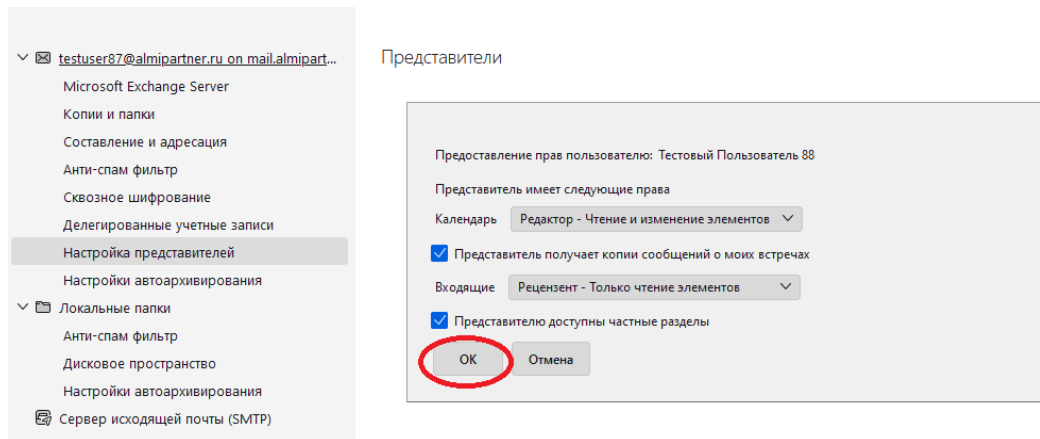 testuser87@almipartner.ru on mail.almipart...
Microsoft Exchange Server
Копии и папки
Составление и адресация
Анти-спам фильтр
Сквозное шифрование
Делегированные учетные записи
Настройка представителей
Настройки автоархивирования
Локальные папки
Анти-спам фильтр
Дисковое пространство
Настройки автоархивирования
Сервер исходящей почты (SMTP)
Представители
Предоставление прав пользователю: Тестовый Пользователь 88
Представитель имеет следующие права
Календарь Редактор - Чтение и изменение элементов
Представитель получает копии сообщений о моих встречах
Входящие Рецензент - Только чтение элементов
Представителю доступны частные разделы
ОК Отмена